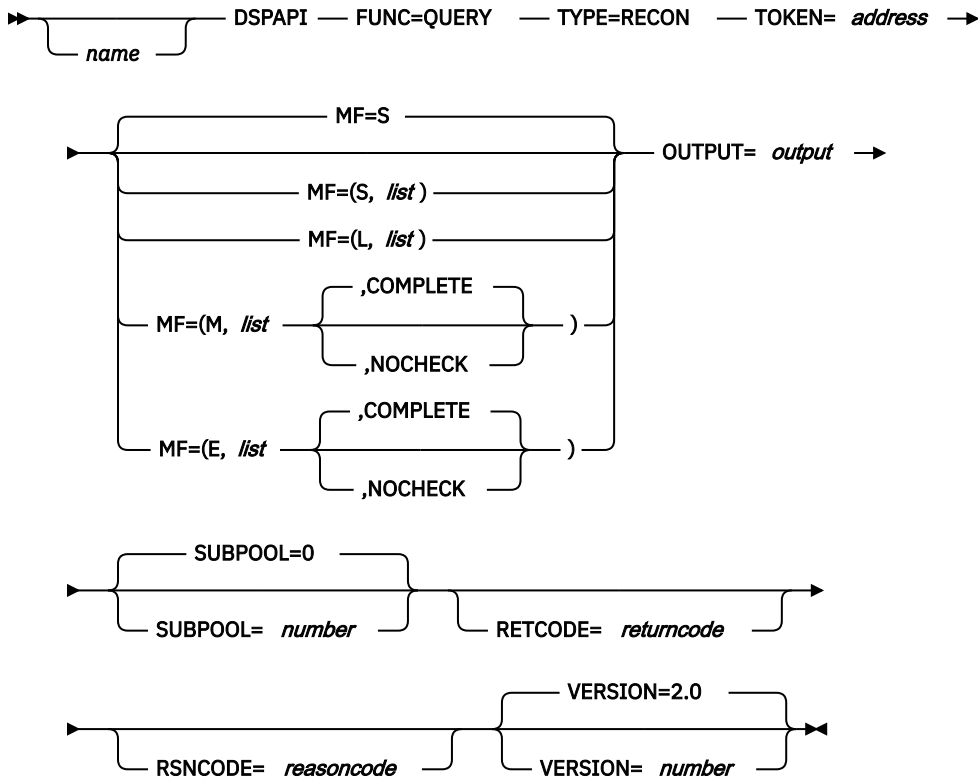 DSPAPI FUNC=QUERY TYPE=RECON TOKEN= address
name
MF=S
OUTPUT= output
MF=(S, list )
MF=(L, list )
,COMPLETE
MF=(M, list )
,NOCHECK
,COMPLETE
MF=(E, list )
,NOCHECK
SUBPOOL=0
SUBPOOL= number RETCODE= returncode
VERSION=2.0
RSNCODE= reasoncode VERSION= number